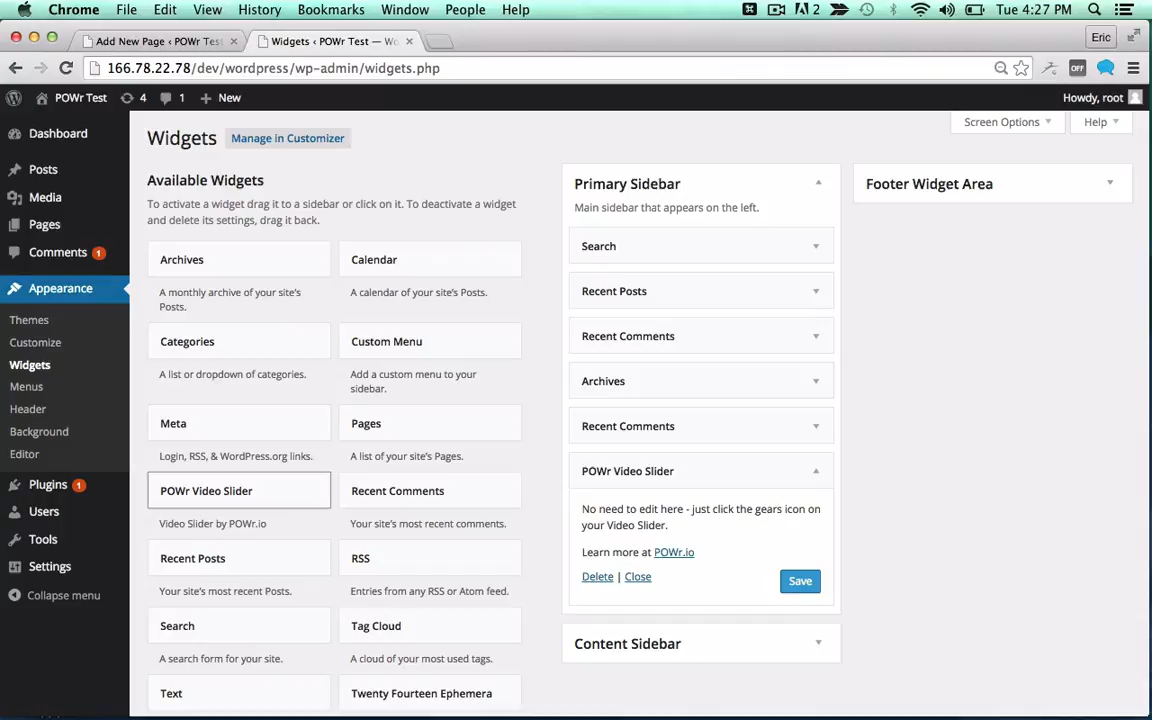 Chrome File Edit View History Bookmarks Window People Help 2 Tue 4:27 PM
Add New Page ‹ POWr Test Widgets ‹ POWr Test — Wo Eric
166.78.22.78/dev/wordpress/wp-admin/widgets.php OFF
POWr Test 4 1 + New Howdy, root
Dashboard
Posts
Media
Pages
Comments 1
Appearance
Themes
Customize
Widgets
Menus
Header
Background
Editor
Plugins 1
Users
Tools
Settings
Collapse menu
Screen Options Help
Widgets Manage in Customizer
Available Widgets
To activate a widget drag it to a sidebar or click on it. To deactivate a widget
and delete its settings, drag it back.
Archives Calendar
A monthly archive of your site's A calendar of your site's Posts.
Posts.
Categories Custom Menu
A list or dropdown of categories. Add a custom menu to your
sidebar.
Meta Pages
Login, RSS, & WordPress.org links. A list of your site's Pages.
POWr Video Slider Recent Comments
Video Slider by POWr.io Your site's most recent comments.
Recent Posts RSS
Your site's most recent Posts. Entries from any RSS or Atom feed.
Search Tag Cloud
A search form for your site. A cloud of your most used tags.
Text Twenty Fourteen Ephemera
Primary Sidebar
Main sidebar that appears on the left.
Search
Recent Posts
Recent Comments
Archives
Recent Comments
POWr Video Slider
No need to edit here - just click the gears icon on
your Video Slider.
Learn more at POWr.io
Delete | Close Save
Content Sidebar
Footer Widget Area